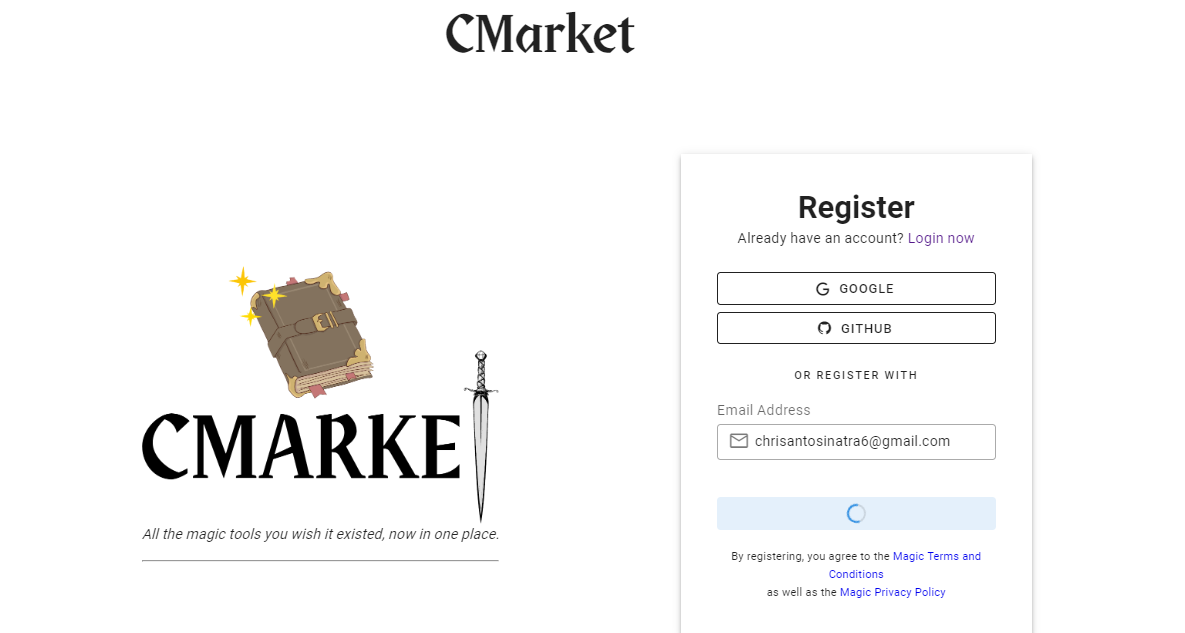 CMarket
CMARKE
All the magic tools you wish it existed, now in one place.
Register
Already have an account? Login now
GOOGLE
GITHUB
OR REGISTER WITH
Email Address
chrisantosinatra6@gmail.com
By registering, you agree to the Magic Terms and
Conditions
as well as the Magic Privacy Policy